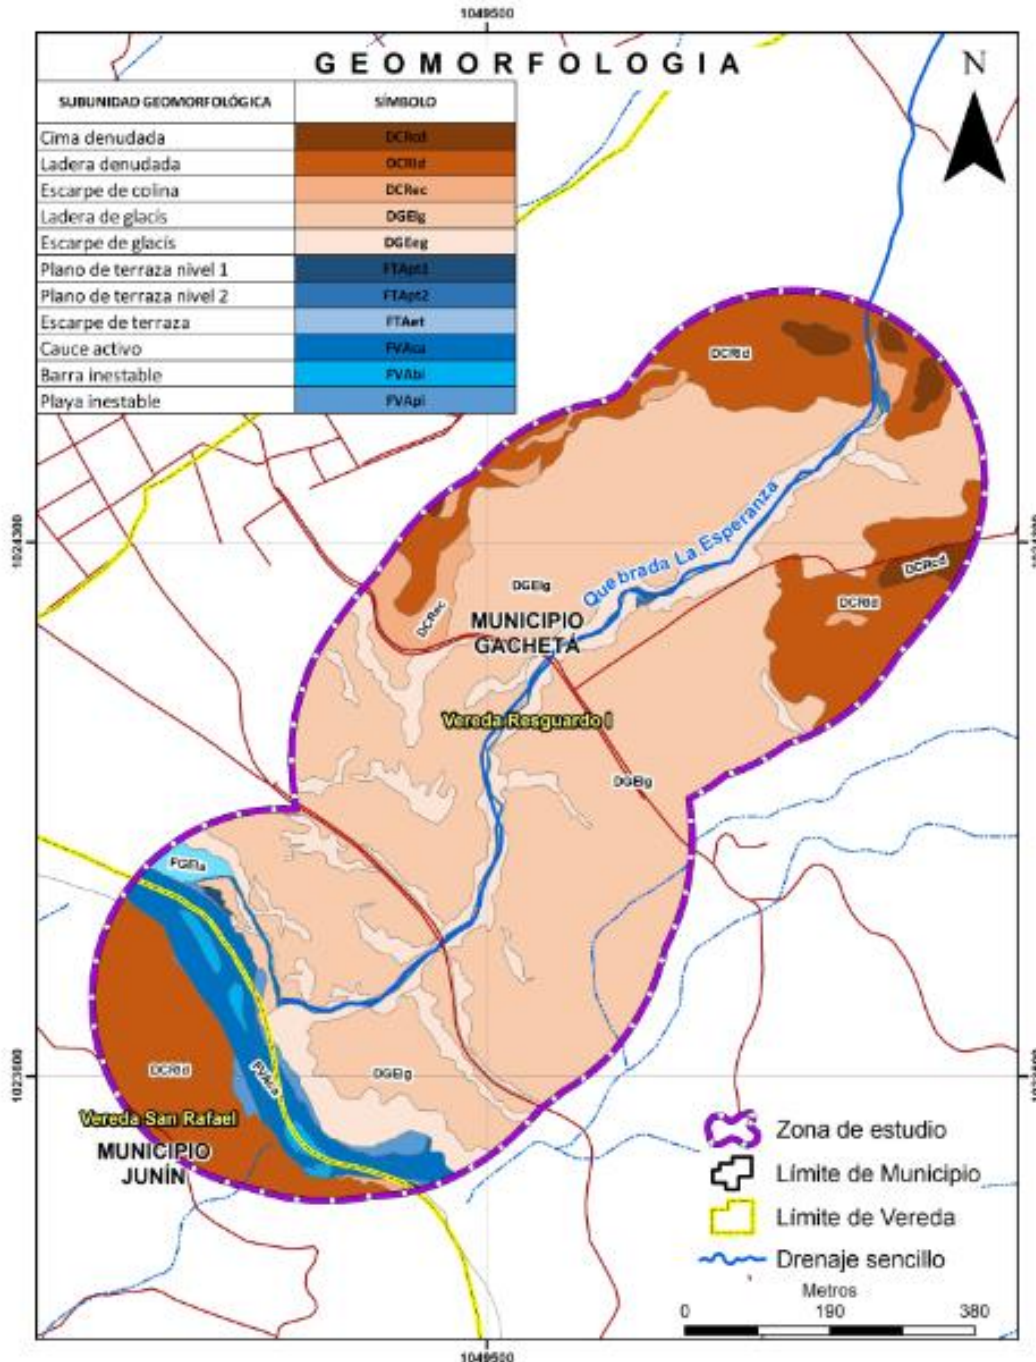 1049500
GEOMORFOLOGIA
N
SUBUNIDAD GEOMORFOLÓGICA SÍMBOLO
Cima denudada DCRcd
Ladera denudada DCRld
Escarpe de colina DCRec
Ladera de glacís DGElg
Escarpe de glacís DGEeg
Plano de terraza nivel 1 FTApt1
Plano de terraza nivel 2 FTApt2
Escarpe de terraza FTAet
Cauce activo FVAca
Barra inestable FVAbi
Playa inestable FVApi
DCRld
1024300
Quebrada La Esperanza
DCRcd
DGElg
DCRld
DCRec
MUNICIPIO
GACHETÁ
Vereda Resguardo I
DGElg
FVAca
DCRld
DGElg
Vereda San Rafael
MUNICIPIO
JUNÍN
Zona de estudio
Límite de Municipio
Límite de Vereda
Drenaje sencillo
Metros
0 190 380
1049500